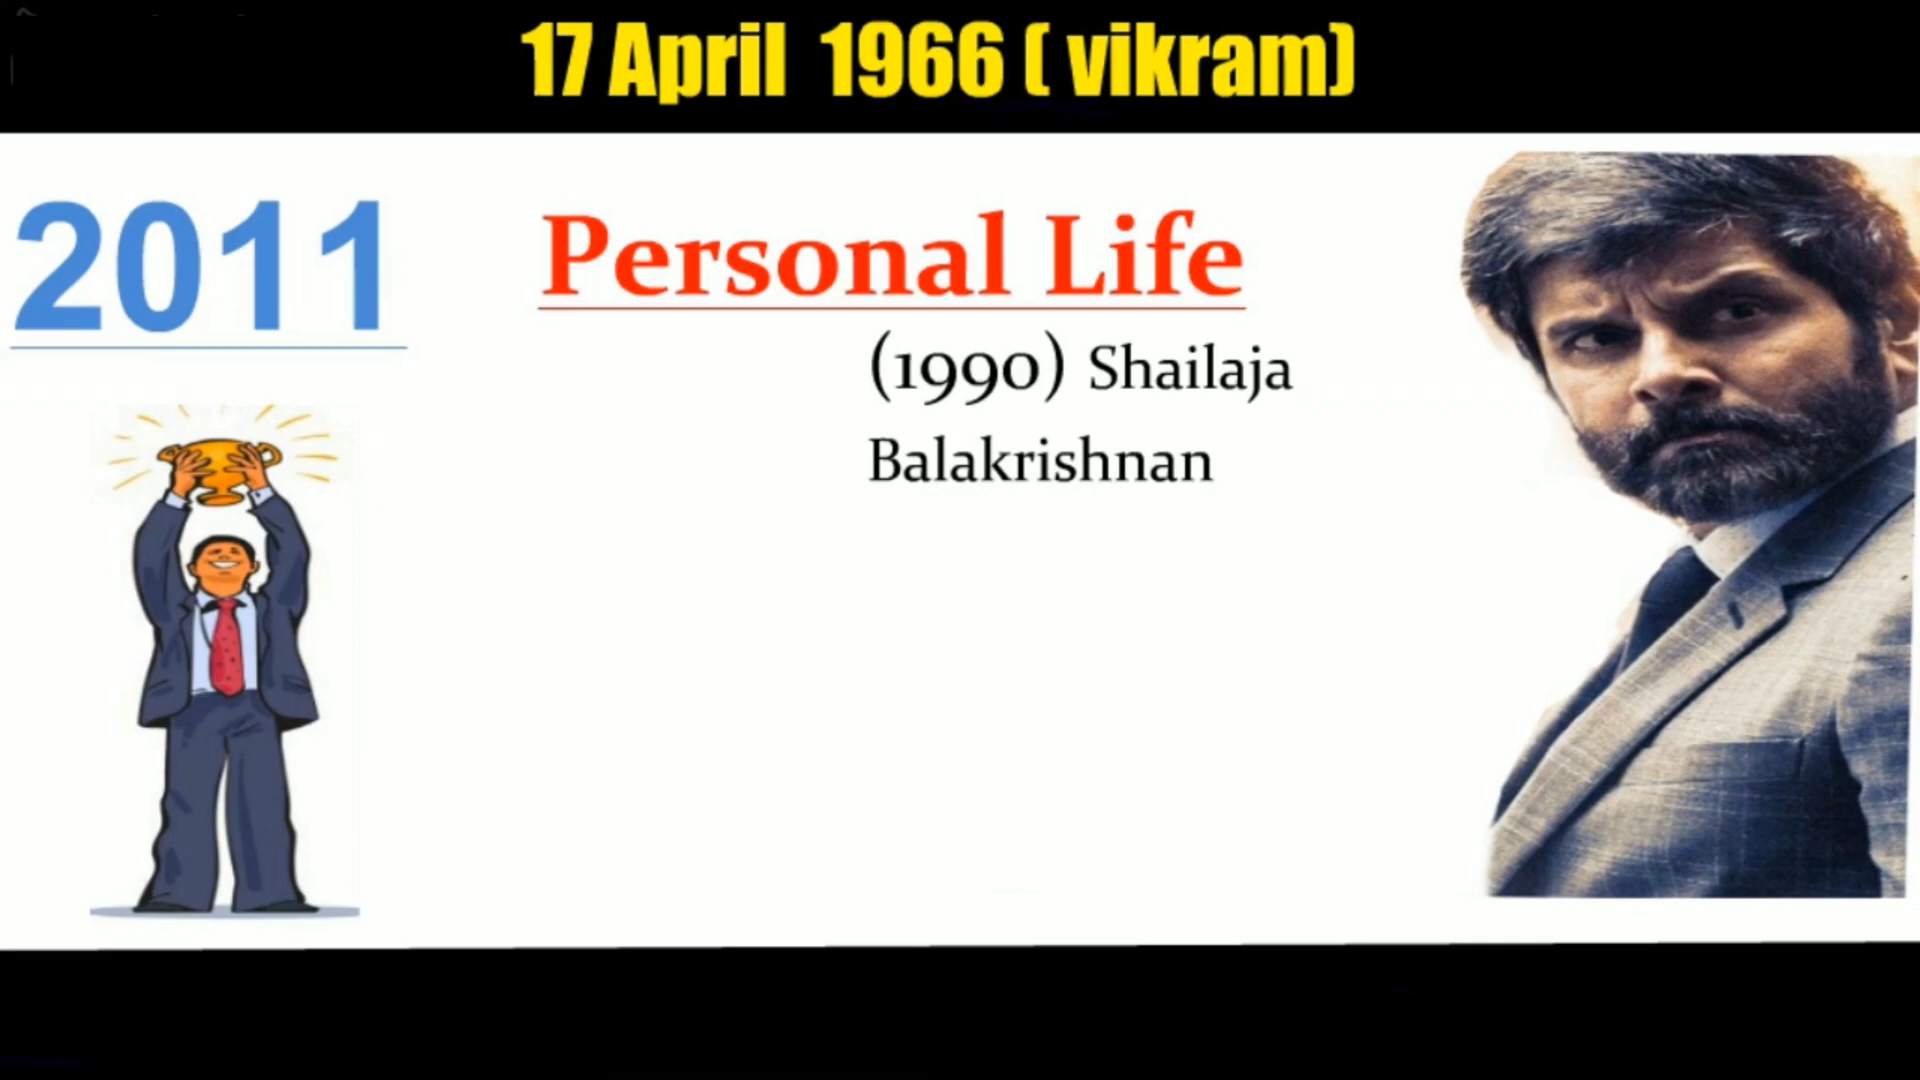 17 April 1966 ( vikram)
2011
Personal Life
(1990) Shailaja
Balakrishnan